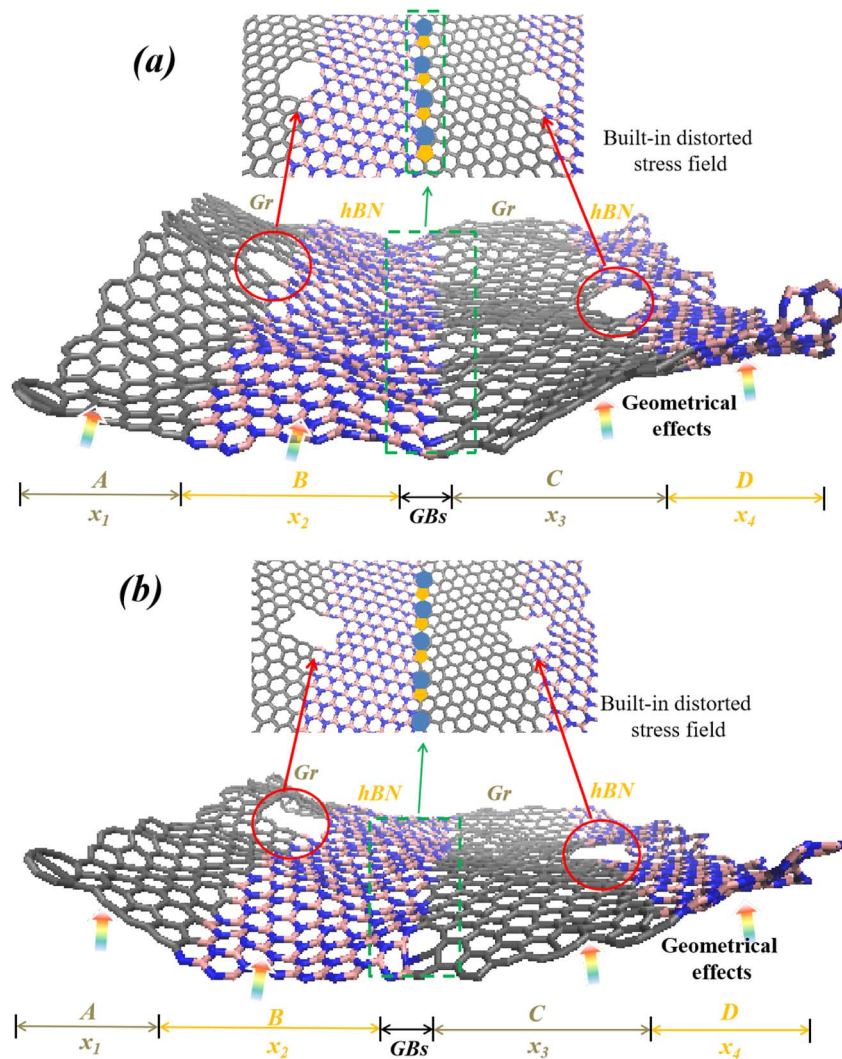 (a)
Built-in distorted
stress field
Gr
hBN
Gr
hBN
Geometrical
effects
A B C D
x1 x2 GBs x3 x4
(b)
Built-in distorted
stress field
Gr
hBN
Gr
hBN
Geometrical
effects
A B C D
x1 x2 GBs x3 x4